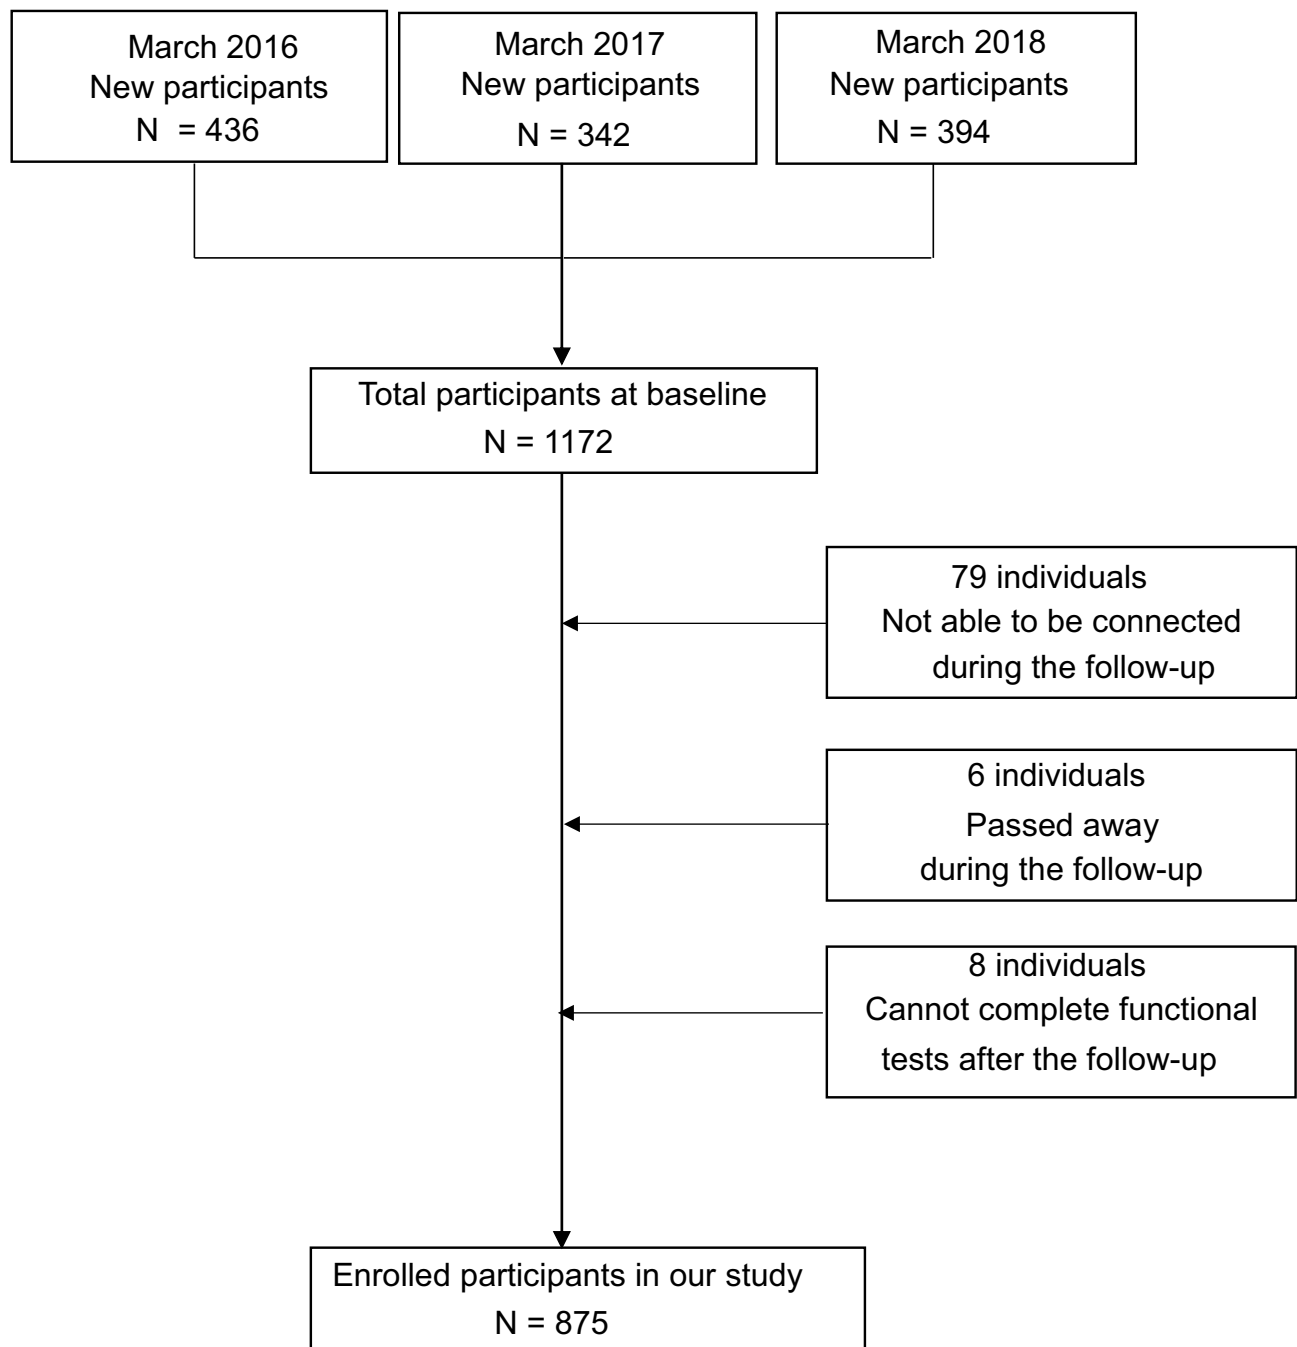 March 2016
New participants
N = 436
March 2017
New participants
N = 342
March 2018
New participants
N = 394
Total participants at baseline
N = 1172
79 individuals
Not able to be connected
during the follow-up
6 individuals
Passed away
during the follow-up
8 individuals
Cannot complete functional
tests after the follow-up
Enrolled participants in our study
N = 875